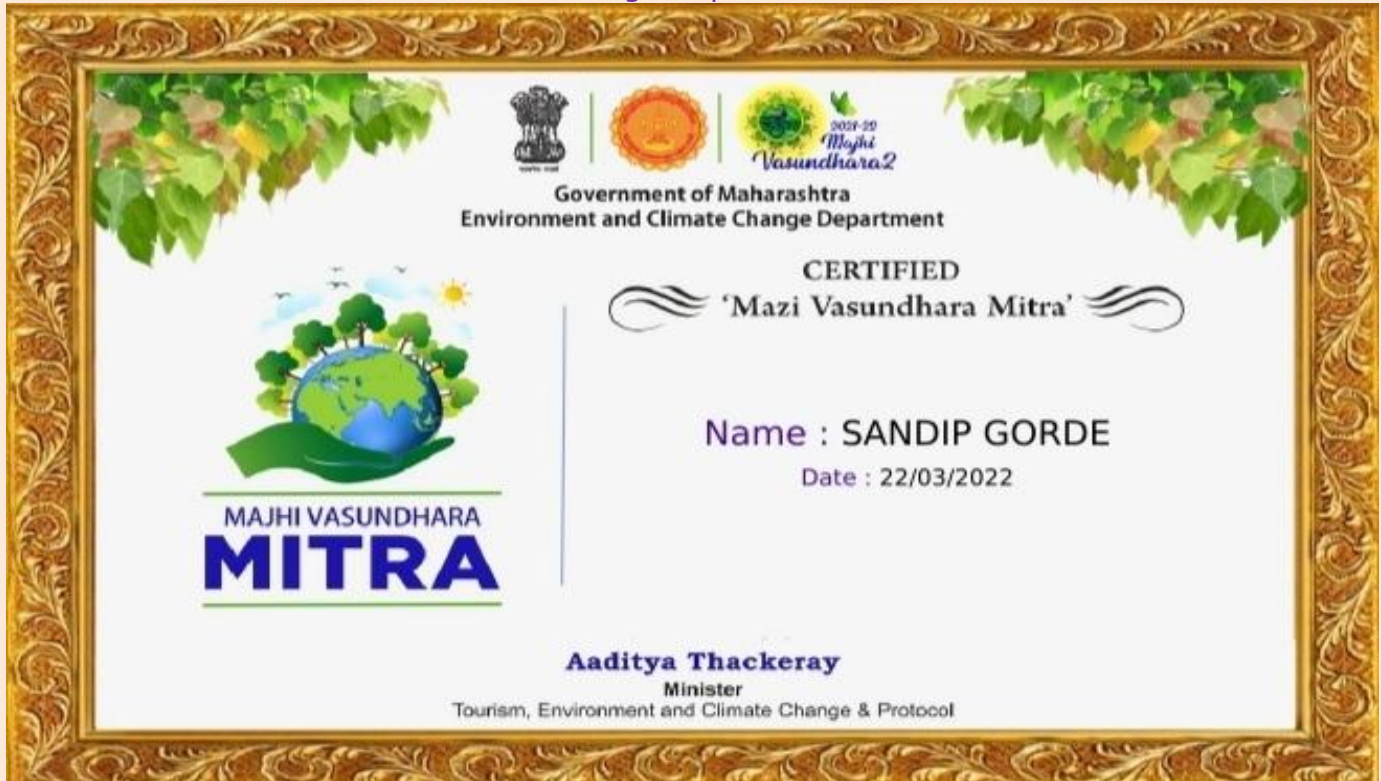 2021-22
Majhi
Vasundhara2
Government of Maharashtra
Environment and Climate Change Department
CERTIFIED
‘Mazi Vasundhara Mitra’
Name : SANDIP GORDE
Date : 22/03/2022
MAJHI VASUNDHARA
MITRA
Aaditya Thackeray
Minister
Tourism, Environment and Climate Change & Protocol